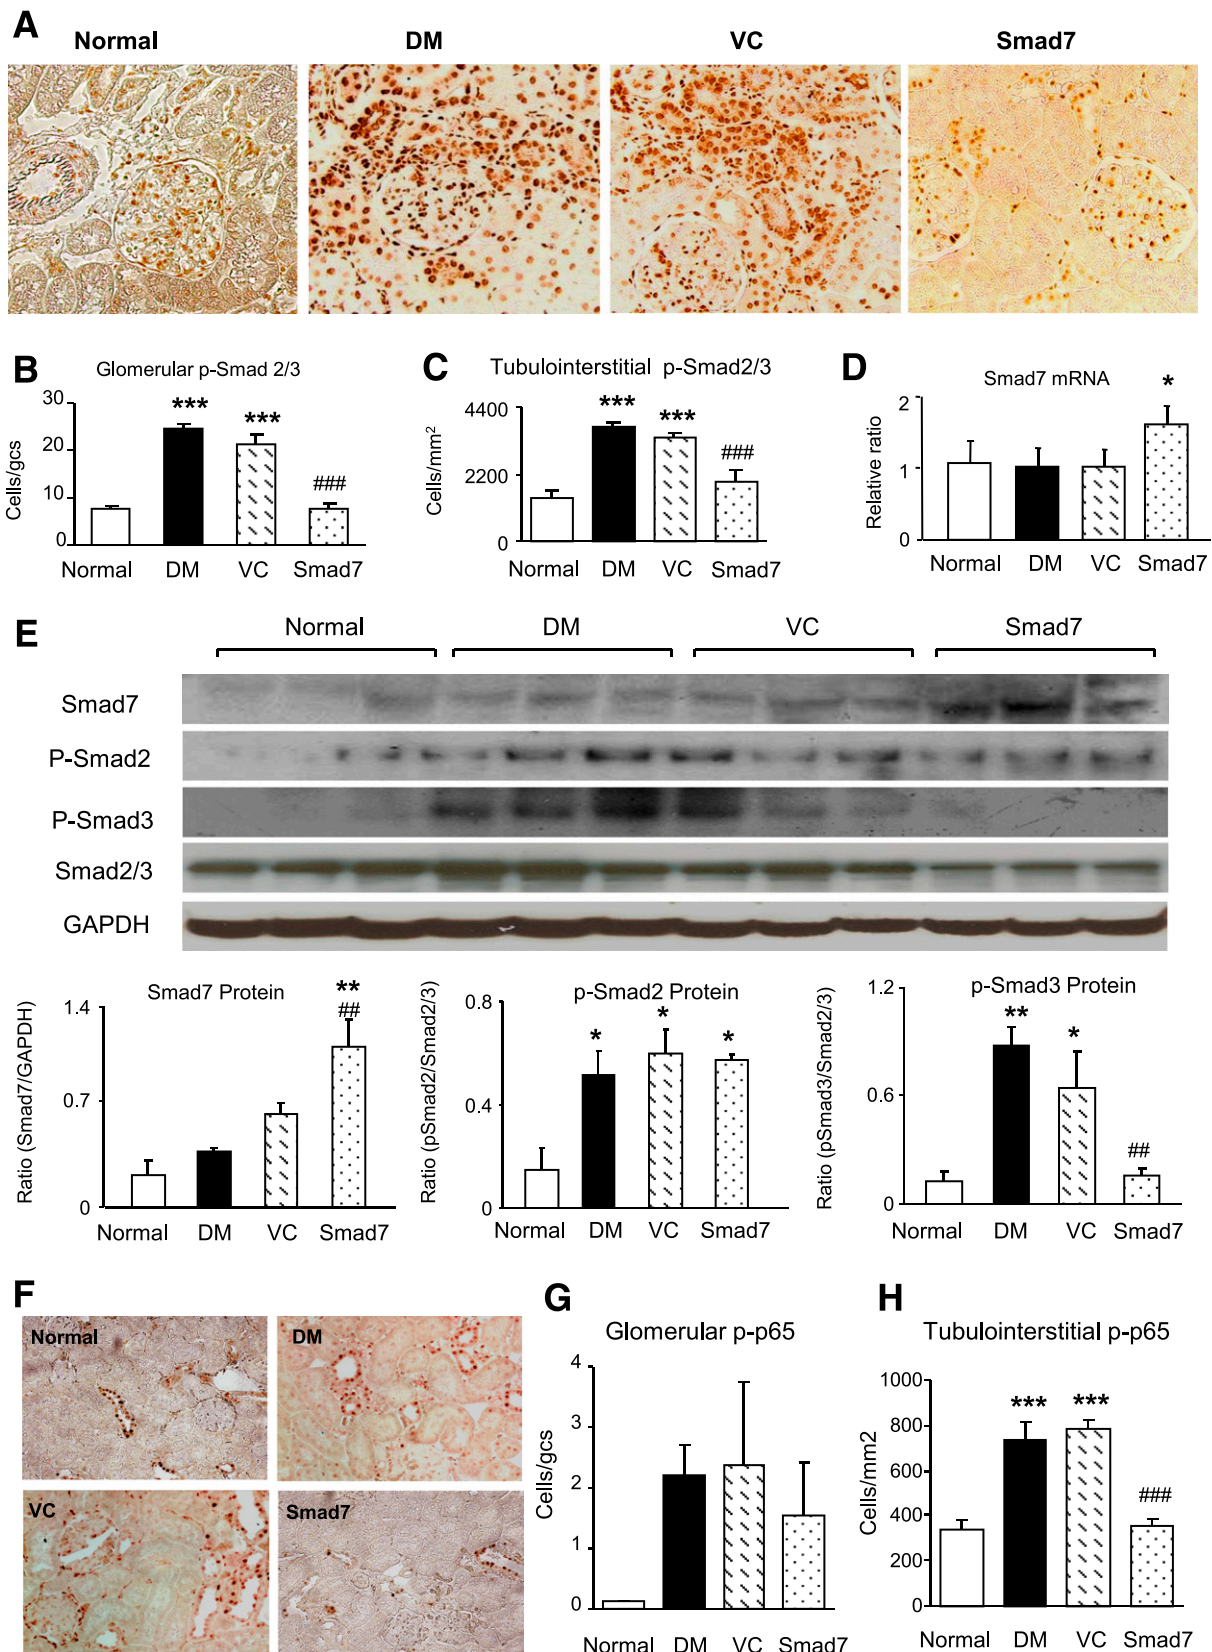 A
Normal DM VC Smad7
B
Glomerular p-Smad 2/3
Cells/gcs
30
20
10
0
***
***
###
Normal DM VC Smad7
C
Tubulointerstitial p-Smad2/3
Cells/mm²
4400
2200
0
***
***
###
Normal DM VC Smad7
D
Smad7 mRNA
Relative ratio
2
1
0
*
Normal DM VC Smad7
E
Normal DM VC Smad7
Smad7
P-Smad2
P-Smad3
Smad2/3
GAPDH
Smad7 Protein
Ratio (Smad7/GAPDH)
1.4
0.7
0
**
##
Normal DM VC Smad7
p-Smad2 Protein
Ratio (pSmad2/Smad2/3)
0.8
0.4
0
*
*
*
Normal DM VC Smad7
p-Smad3 Protein
Ratio (pSmad3/Smad2/3)
1.2
0.6
0
**
*
##
Normal DM VC Smad7
F
Normal DM
VC Smad7
G
Glomerular p-p65
Cells/gcs
4
3
2
1
0
Normal DM VC Smad7
H
Tubulointerstitial p-p65
Cells/mm2
1000
800
600
400
200
0
***
***
###
Normal DM VC Smad7